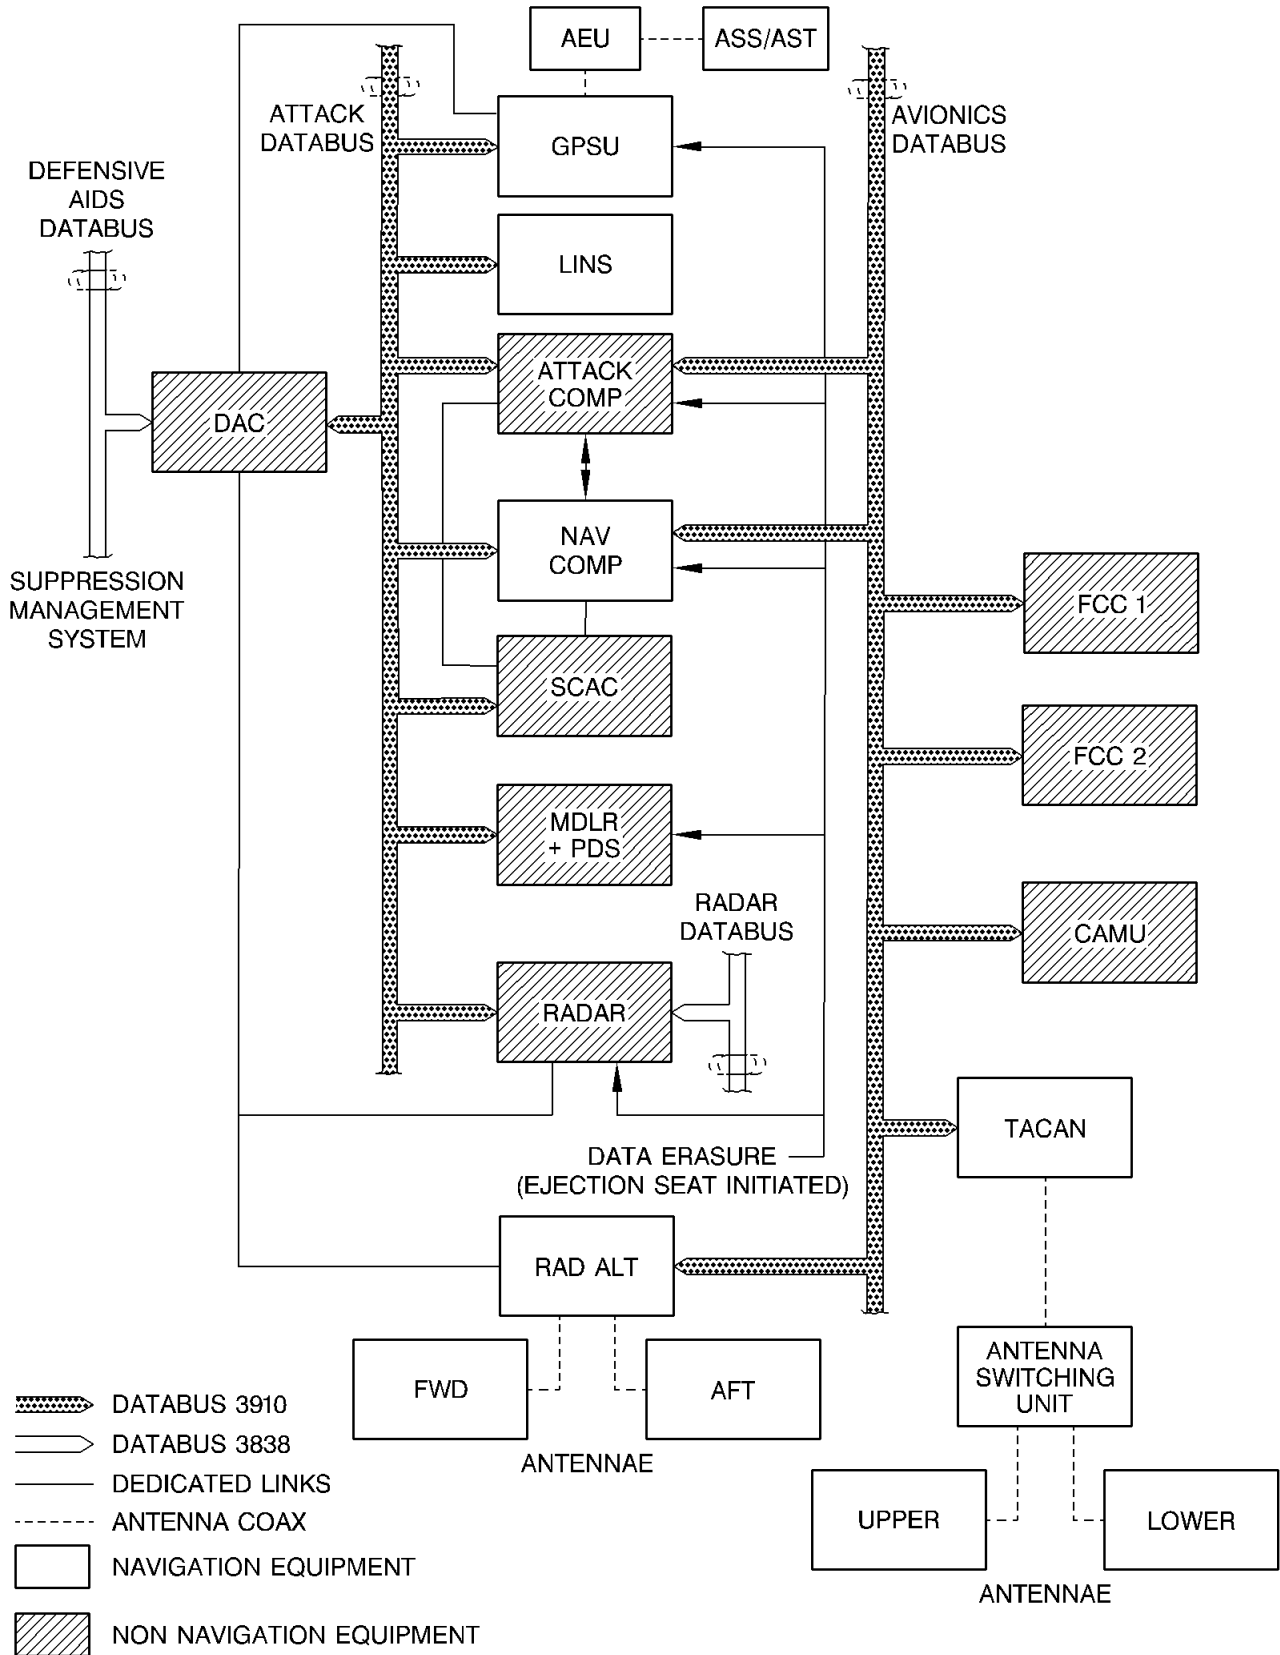 AEU
ASS/AST
ATTACK
DATABUS
GPSU
AVIONICS
DATABUS
DEFENSIVE
AIDS
DATABUS
LINS
ATTACK
COMP
DAC
NAV
COMP
SUPPRESSION
MANAGEMENT
SYSTEM
FCC 1
SCAC
FCC 2
MDLR
+ PDS
RADAR
DATABUS
CAMU
RADAR
TACAN
DATA ERASURE
(EJECTION SEAT INITIATED)
RAD ALT
FWD
AFT
ANTENNAE
ANTENNA
SWITCHING
UNIT
UPPER
LOWER
ANTENNAE
DATABUS 3910
DATABUS 3838
DEDICATED LINKS
ANTENNA COAX
NAVIGATION EQUIPMENT
NON NAVIGATION EQUIPMENT